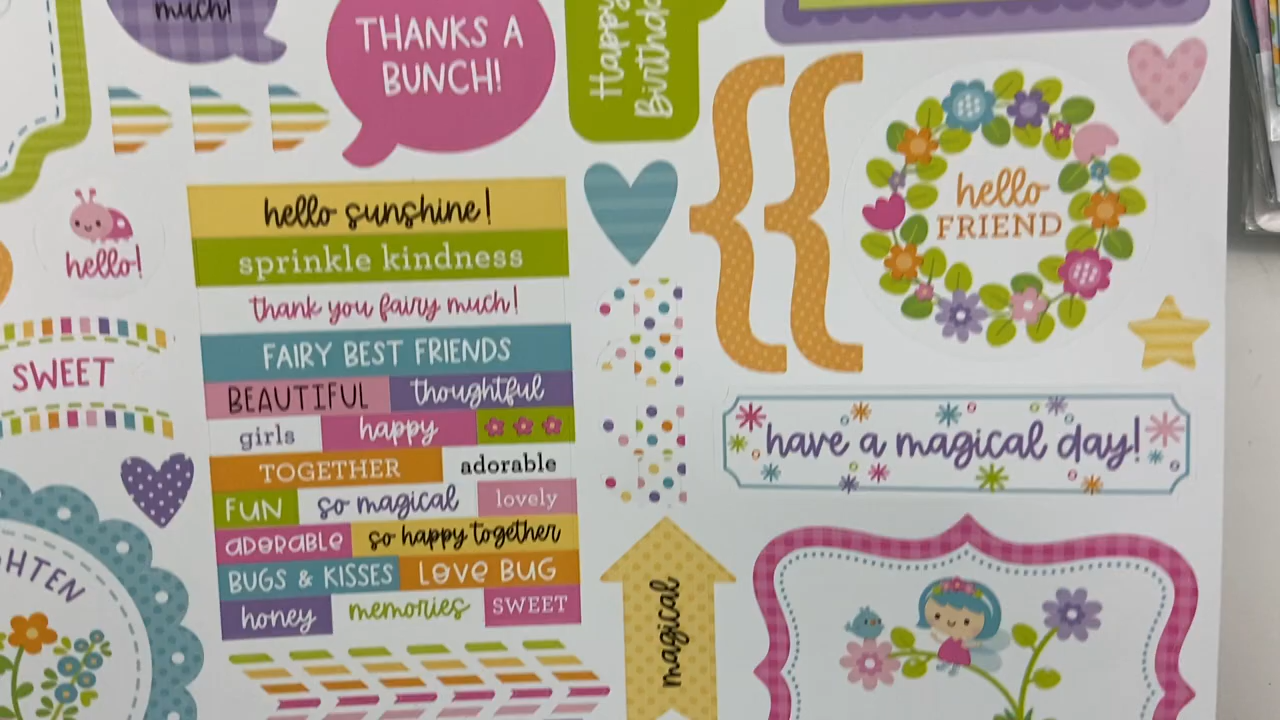 much!
THANKS A
BUNCH!
Happy
Birthday
hello!
hello sunshine!
sprinkle kindness
thank you fairy much!
FAIRY BEST FRIENDS
BEAUTIFUL thoughtful
girls happy
TOGETHER adorable
FUN so magical lovely
ADORABLE so happy together
BUGS & KISSES LOVE BUG
honey memories SWEET
SWEET
hello
FRIEND
have a magical day!
magical